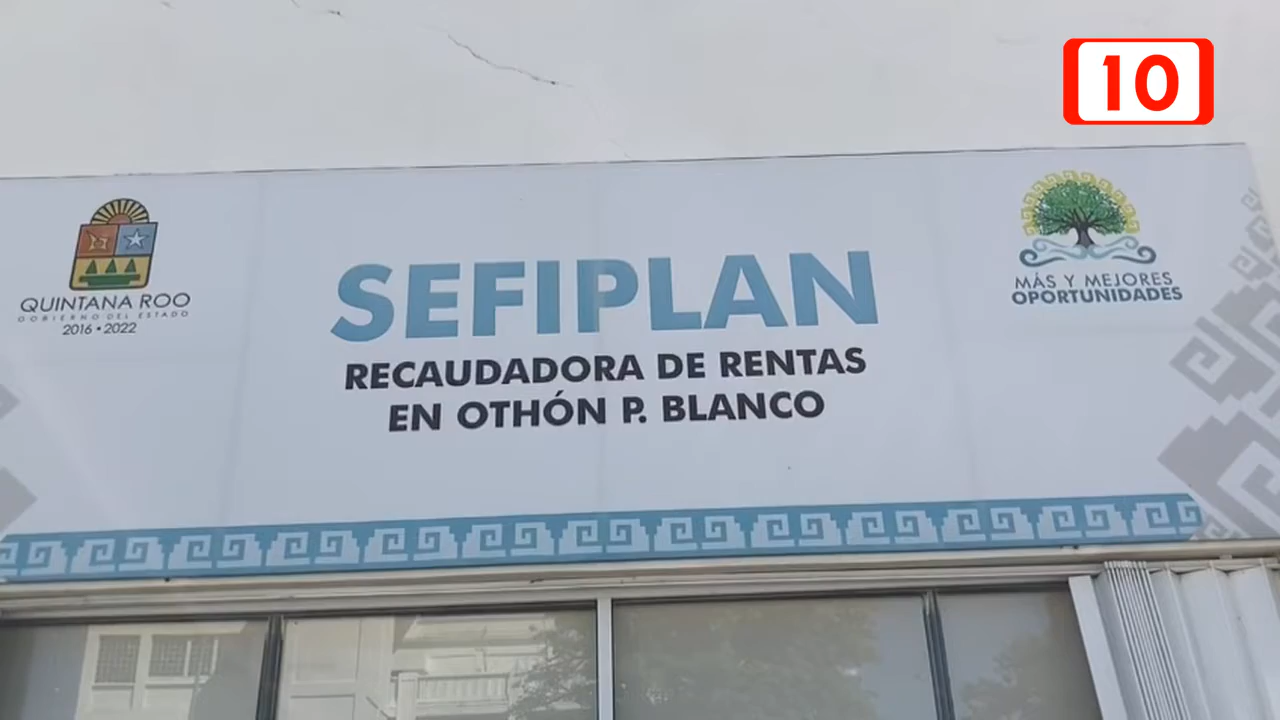 10
QUINTANA ROO
GOBIERNO DEL ESTADO
2016 • 2022
SEFIPLAN
RECAUDADORA DE RENTAS
EN OTHÓN P. BLANCO
MÁS Y MEJORES
OPORTUNIDADES